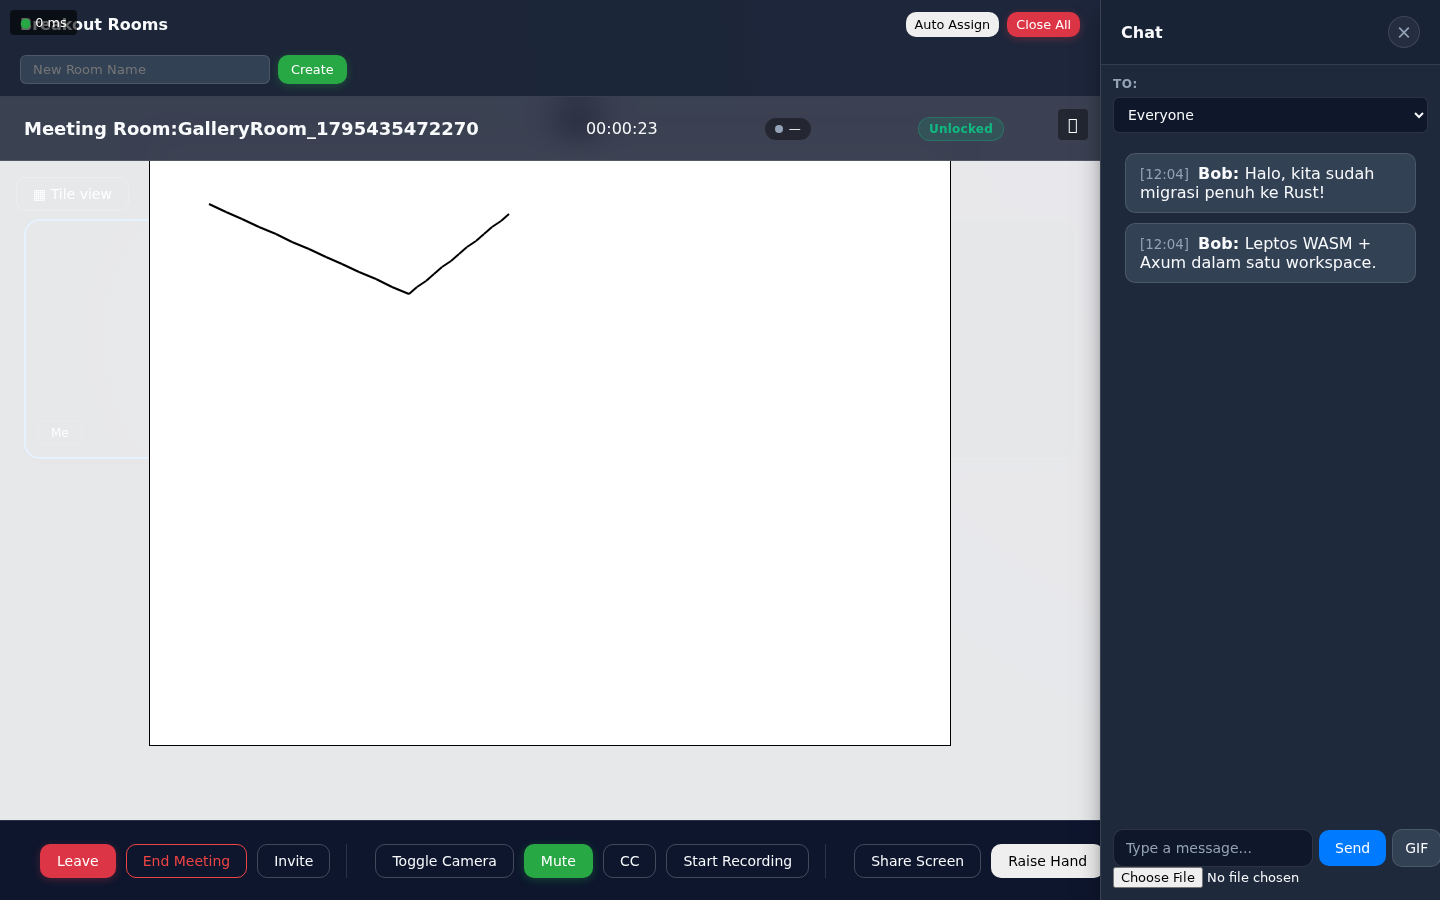 0 ms
Breakout Rooms
Auto Assign
Close All
New Room Name
Create
Meeting Room:GalleryRoom_1795435472270
00:00:23
—
Unlocked
Tile view
Me
Leave
End Meeting
Invite
Toggle Camera
Mute
CC
Start Recording
Share Screen
Raise Hand
Chat
TO:
Everyone
[12:04] Bob: Halo, kita sudah
migrasi penuh ke Rust!
[12:04] Bob: Leptos WASM +
Axum dalam satu workspace.
Type a message...
Send
GIF
Choose File No file chosen